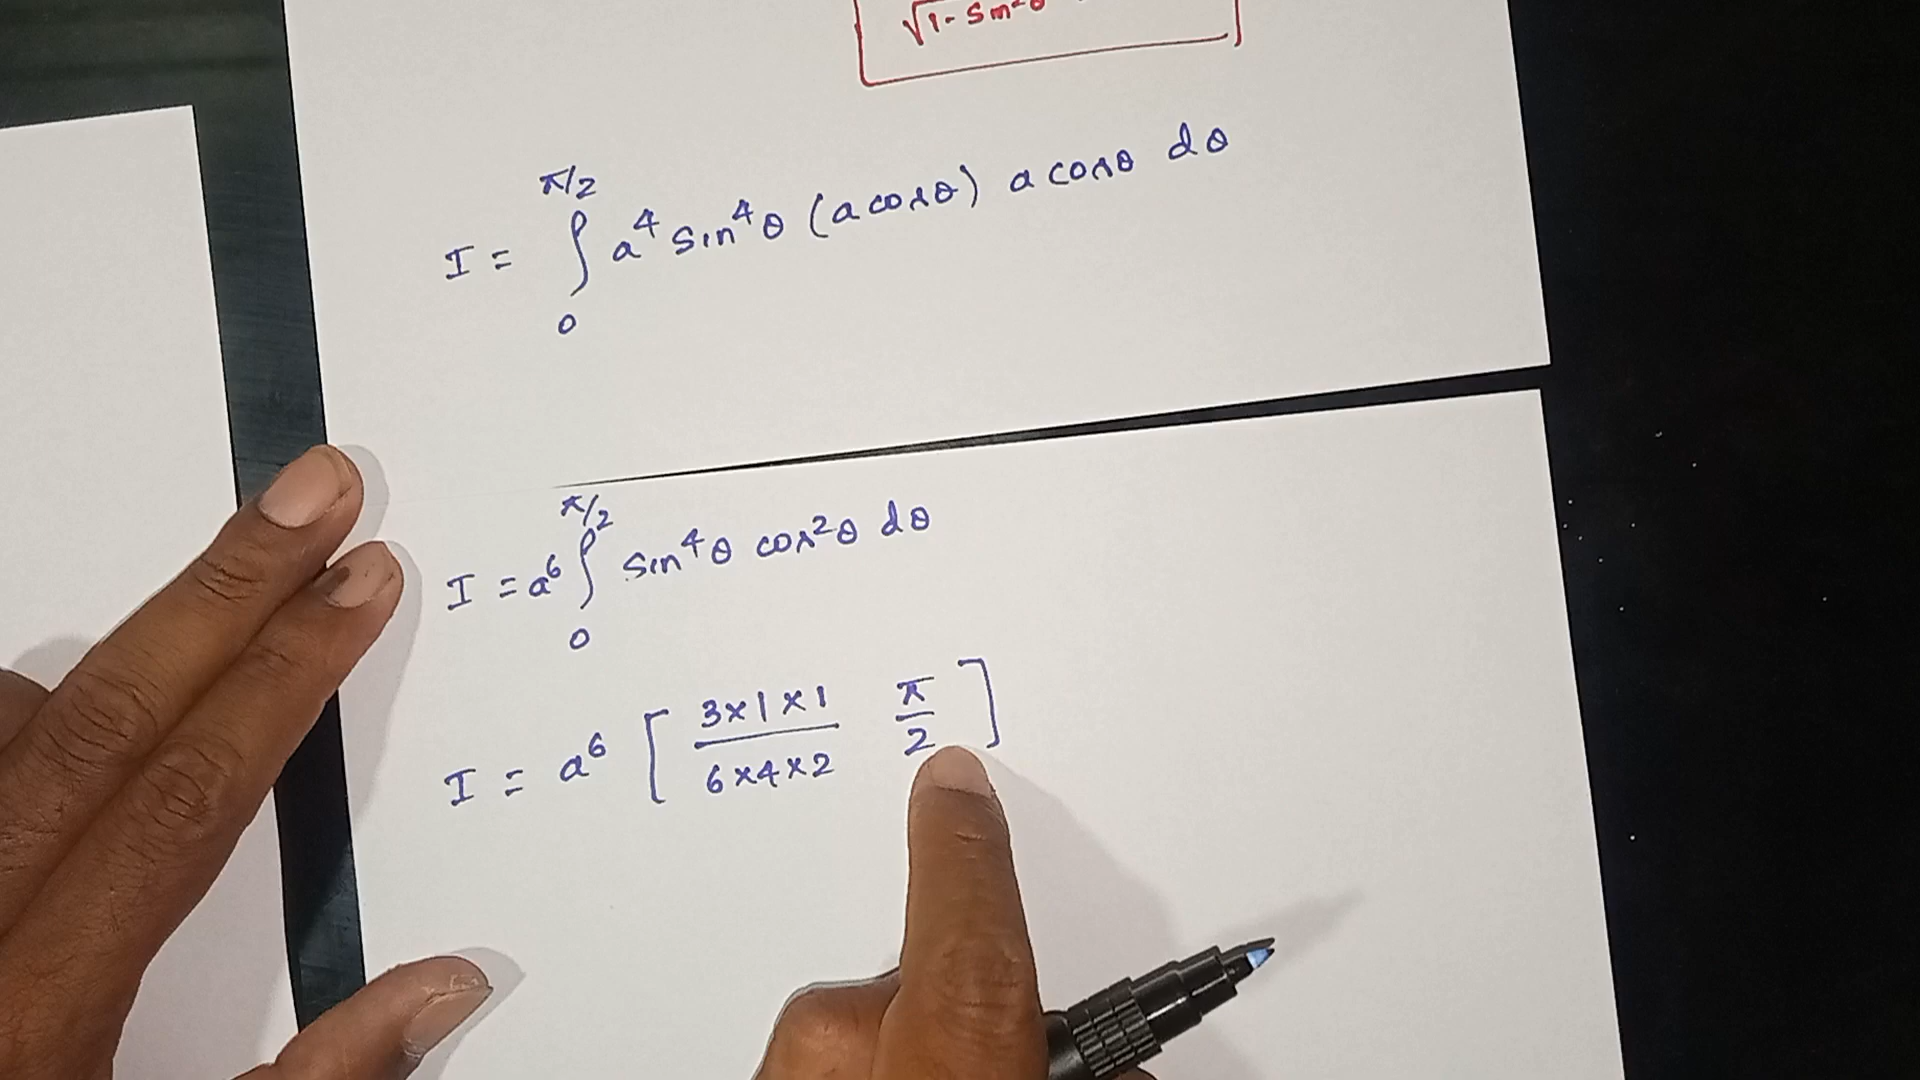 √1-Sin²θ
I = ∫₀^π/2 a⁴ sin⁴θ (a cosθ) a cosθ dθ
I = a⁶ ∫₀^π/2 sin⁴θ cos²θ dθ
I = a⁶ [ 3×1×1 / 6×4×2 π/2 ]